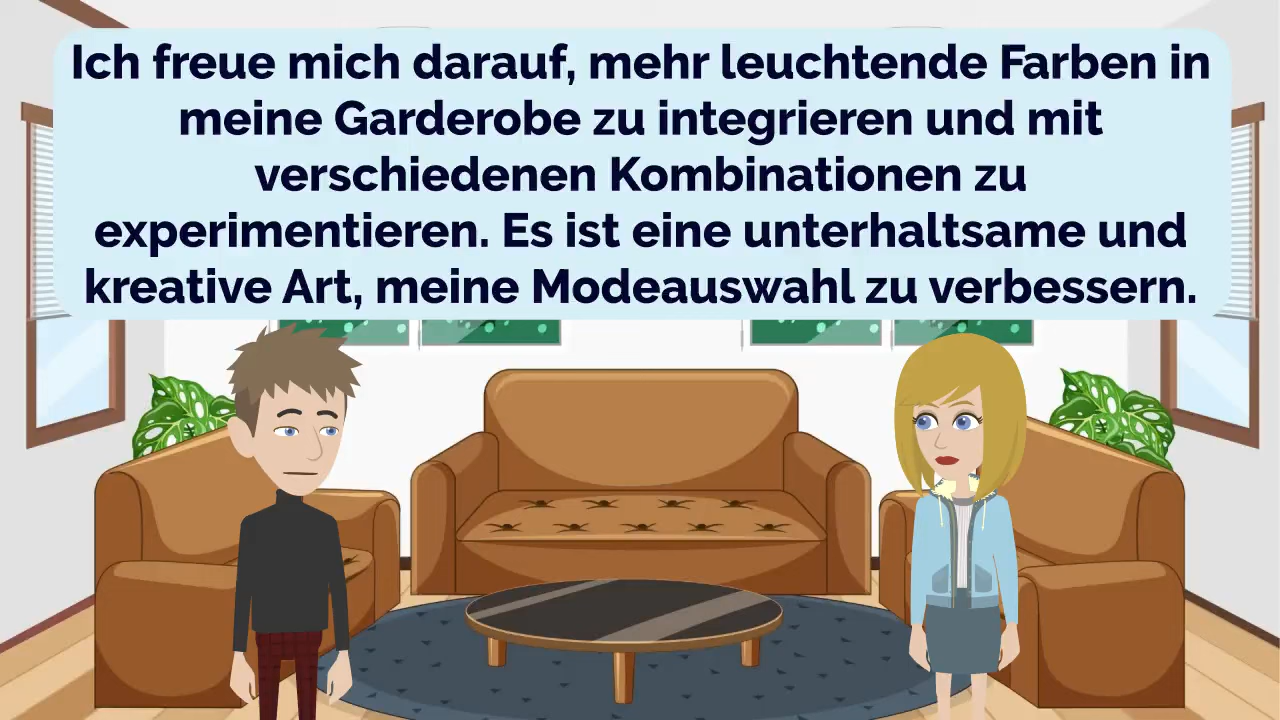 Ich freue mich darauf, mehr leuchtende Farben in
meine Garderobe zu integrieren und mit
verschiedenen Kombinationen zu
experimentieren. Es ist eine unterhaltsame und
kreative Art, meine Modeauswahl zu verbessern.